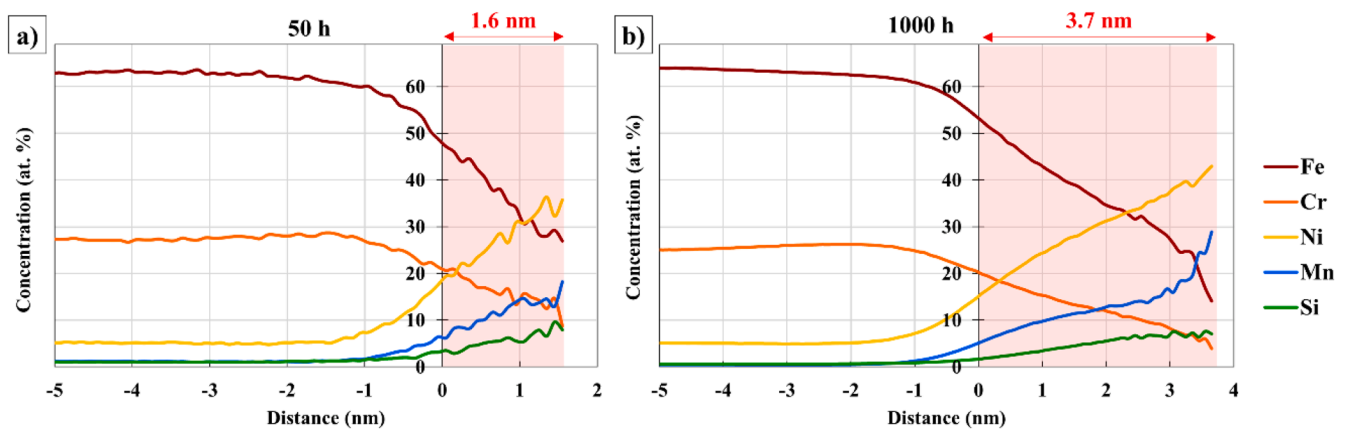 a)
50 h
1.6 nm
Concentration (at. %)
60
50
40
30
20
10
0
-5 -4 -3 -2 -1 0 1 2
Distance (nm)
b)
1000 h
3.7 nm
Concentration (at. %)
60
50
40
30
20
10
0
-5 -4 -3 -2 -1 0 1 2 3 4
Distance (nm)
Fe
Cr
Ni
Mn
Si